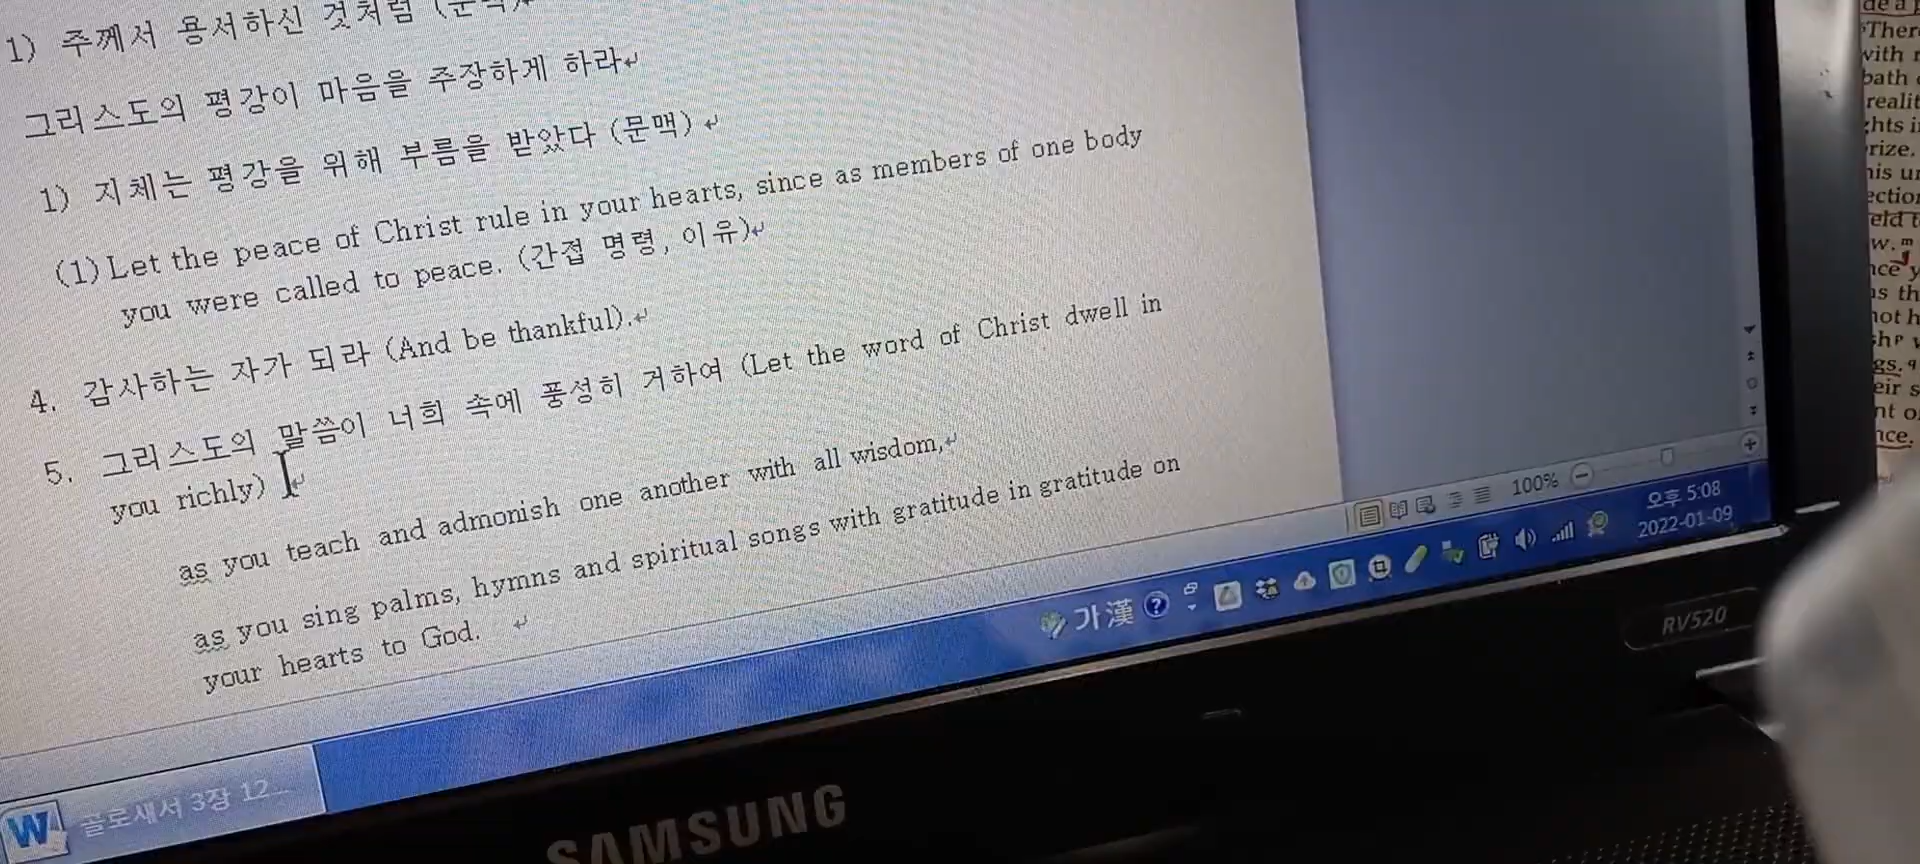 1) 주께서 용서하신 것처럼 (문맥)
그리스도의 평강이 마음을 주장하게 하라
1) 지체는 평강을 위해 부름을 받았다 (문맥)
(1) Let the peace of Christ rule in your hearts, since as members of one body
you were called to peace. (간접 명령, 이유)
4. 감사하는 자가 되라 (And be thankful).
5. 그리스도의 말씀이 너희 속에 풍성히 거하여 (Let the word of Christ dwell in
you richly)
as you teach and admonish one another with all wisdom,
as you sing palms, hymns and spiritual songs with gratitude in gratitude on
your hearts to God.
100%
가漢
오후 5:08
2022-01-09
W 골로새서 3장 12...
RV520
SAMSUNG
There
with
bath
realit
rize.